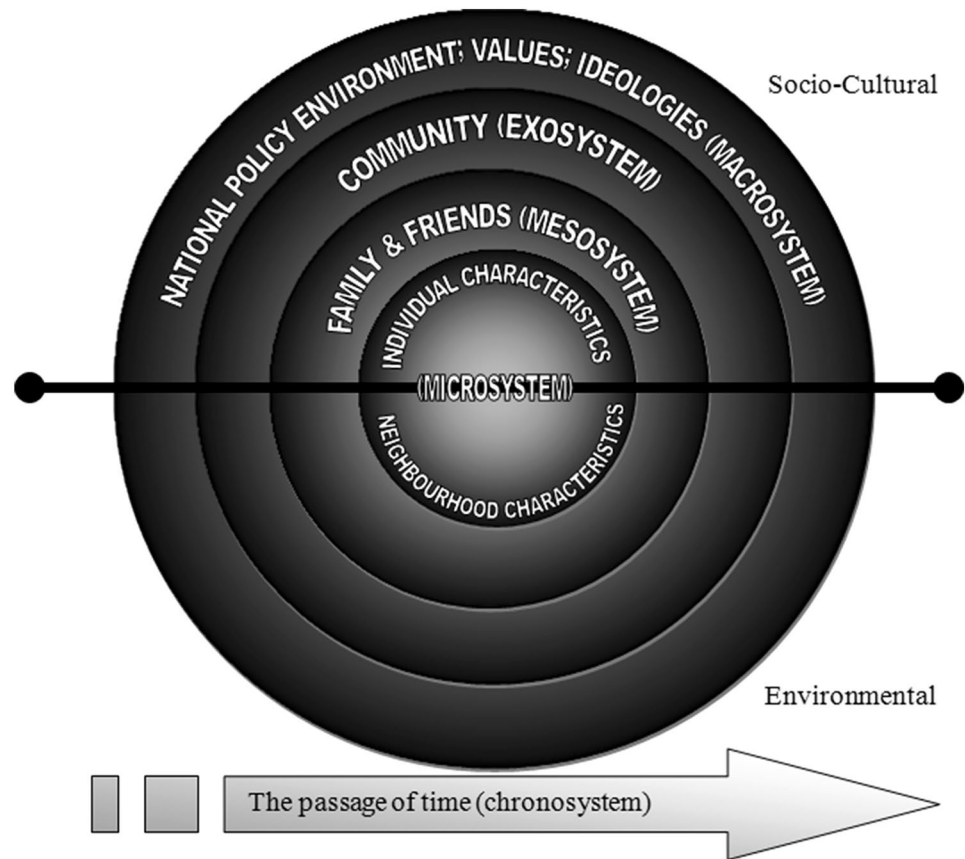 NATIONAL POLICY ENVIRONMENT; VALUES; IDEOLOGIES (MACROSYSTEM)
Socio-Cultural
COMMUNITY (EXOSYSTEM)
FAMILY & FRIENDS (MESOSYSTEM)
INDIVIDUAL CHARACTERISTICS
(MICROSYSTEM)
NEIGHBOURHOOD CHARACTERISTICS
Environmental
The passage of time (chronosystem)